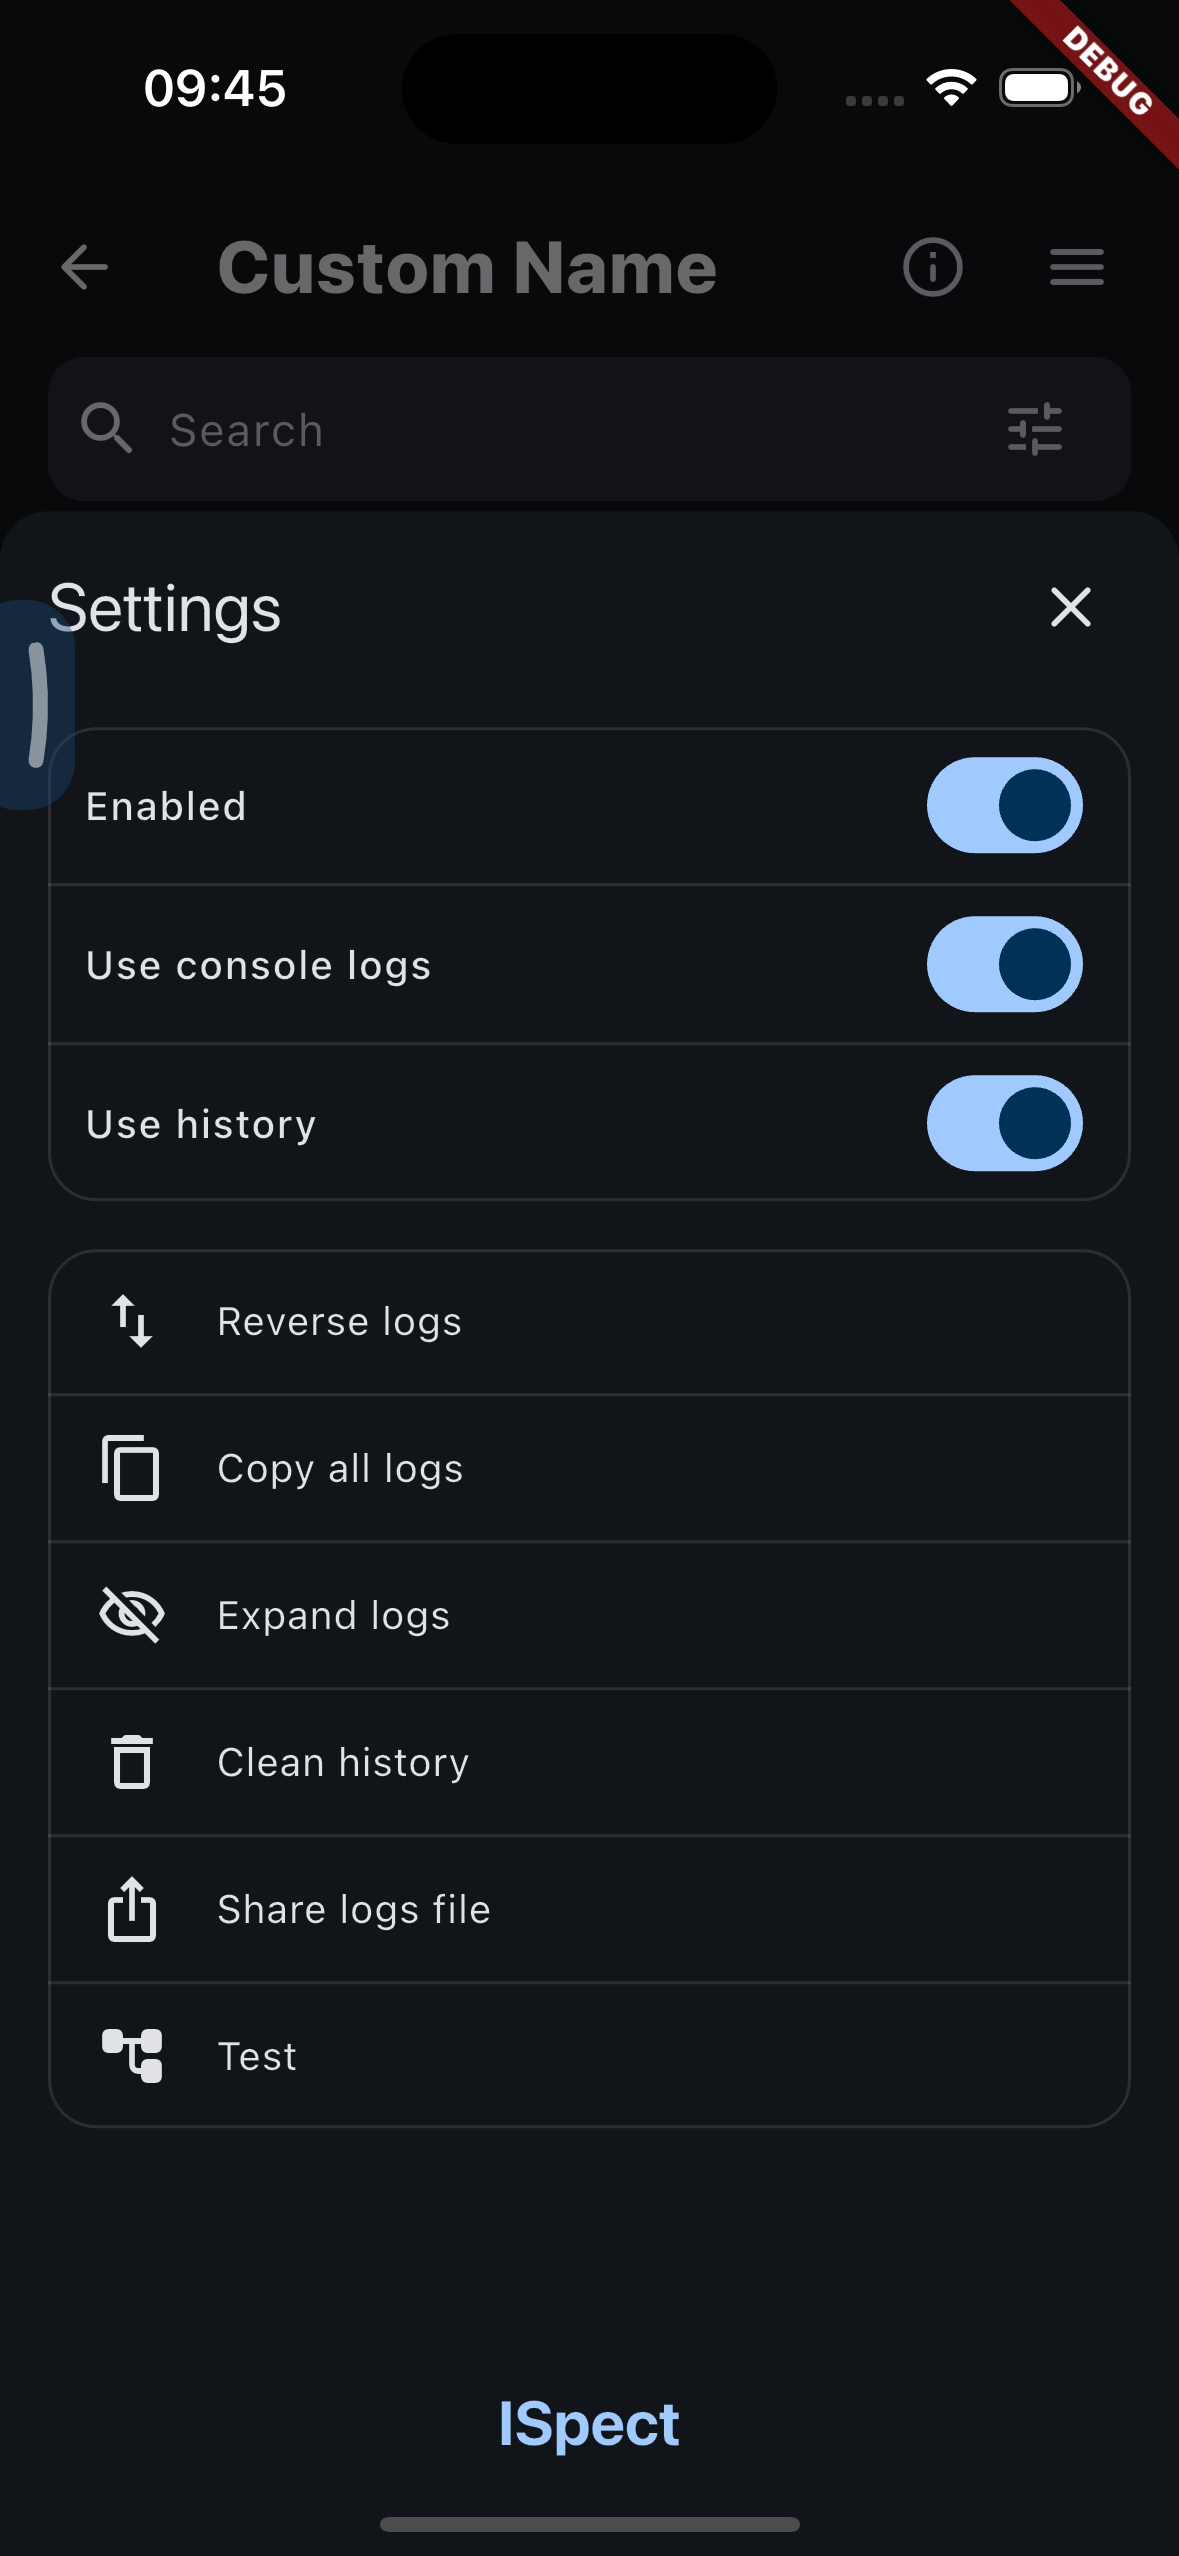 09:45
DEBUG
Custom Name
Search
Settings
Enabled
Use console logs
Use history
Reverse logs
Copy all logs
Expand logs
Clean history
Share logs file
Test
ISpect